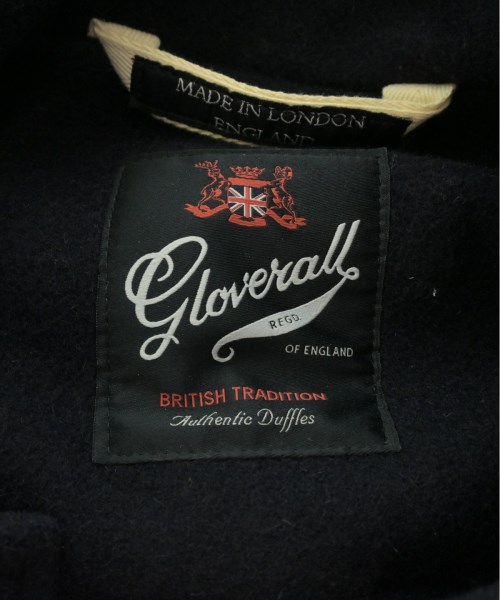 MADE IN LONDON
ENGLAND
Gloverall
REGD.
OF ENGLAND
BRITISH TRADITION
Authentic Duffles